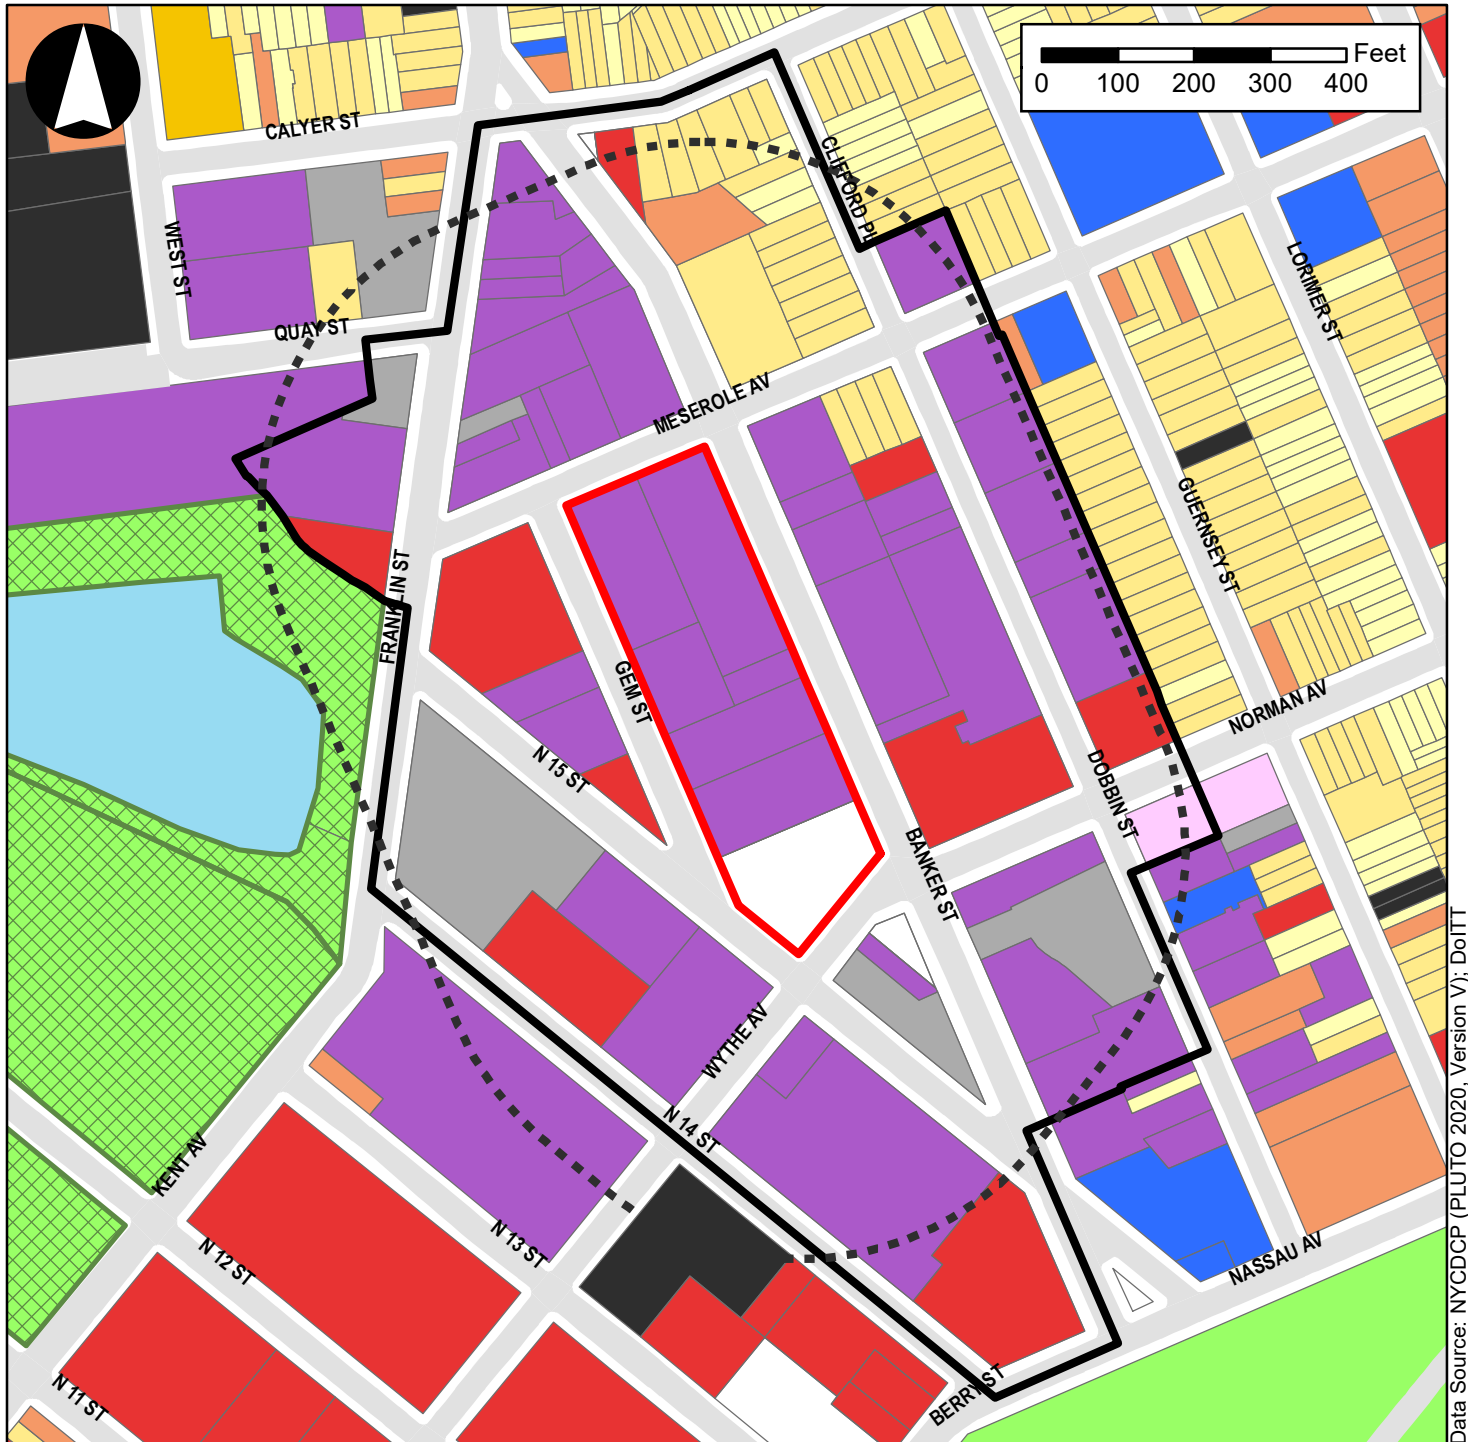 Feet
0 100 200 300 400
CALYER ST
CLIFFORD PL
WEST ST
LORIMER ST
QUAY ST
MESEROLE AV
GUERNSEY ST
FRANKLIN ST
GEM ST
NORMAN AV
N 15 ST
DOBBIN ST
BANKER ST
WYTHE AV
N 14 ST
KENT AV
N 13 ST
N 12 ST
NASSAU AV
BERRY ST
N 11 ST
Data Source: NYCDCP (PLUTO 2020, Version V); DoITT